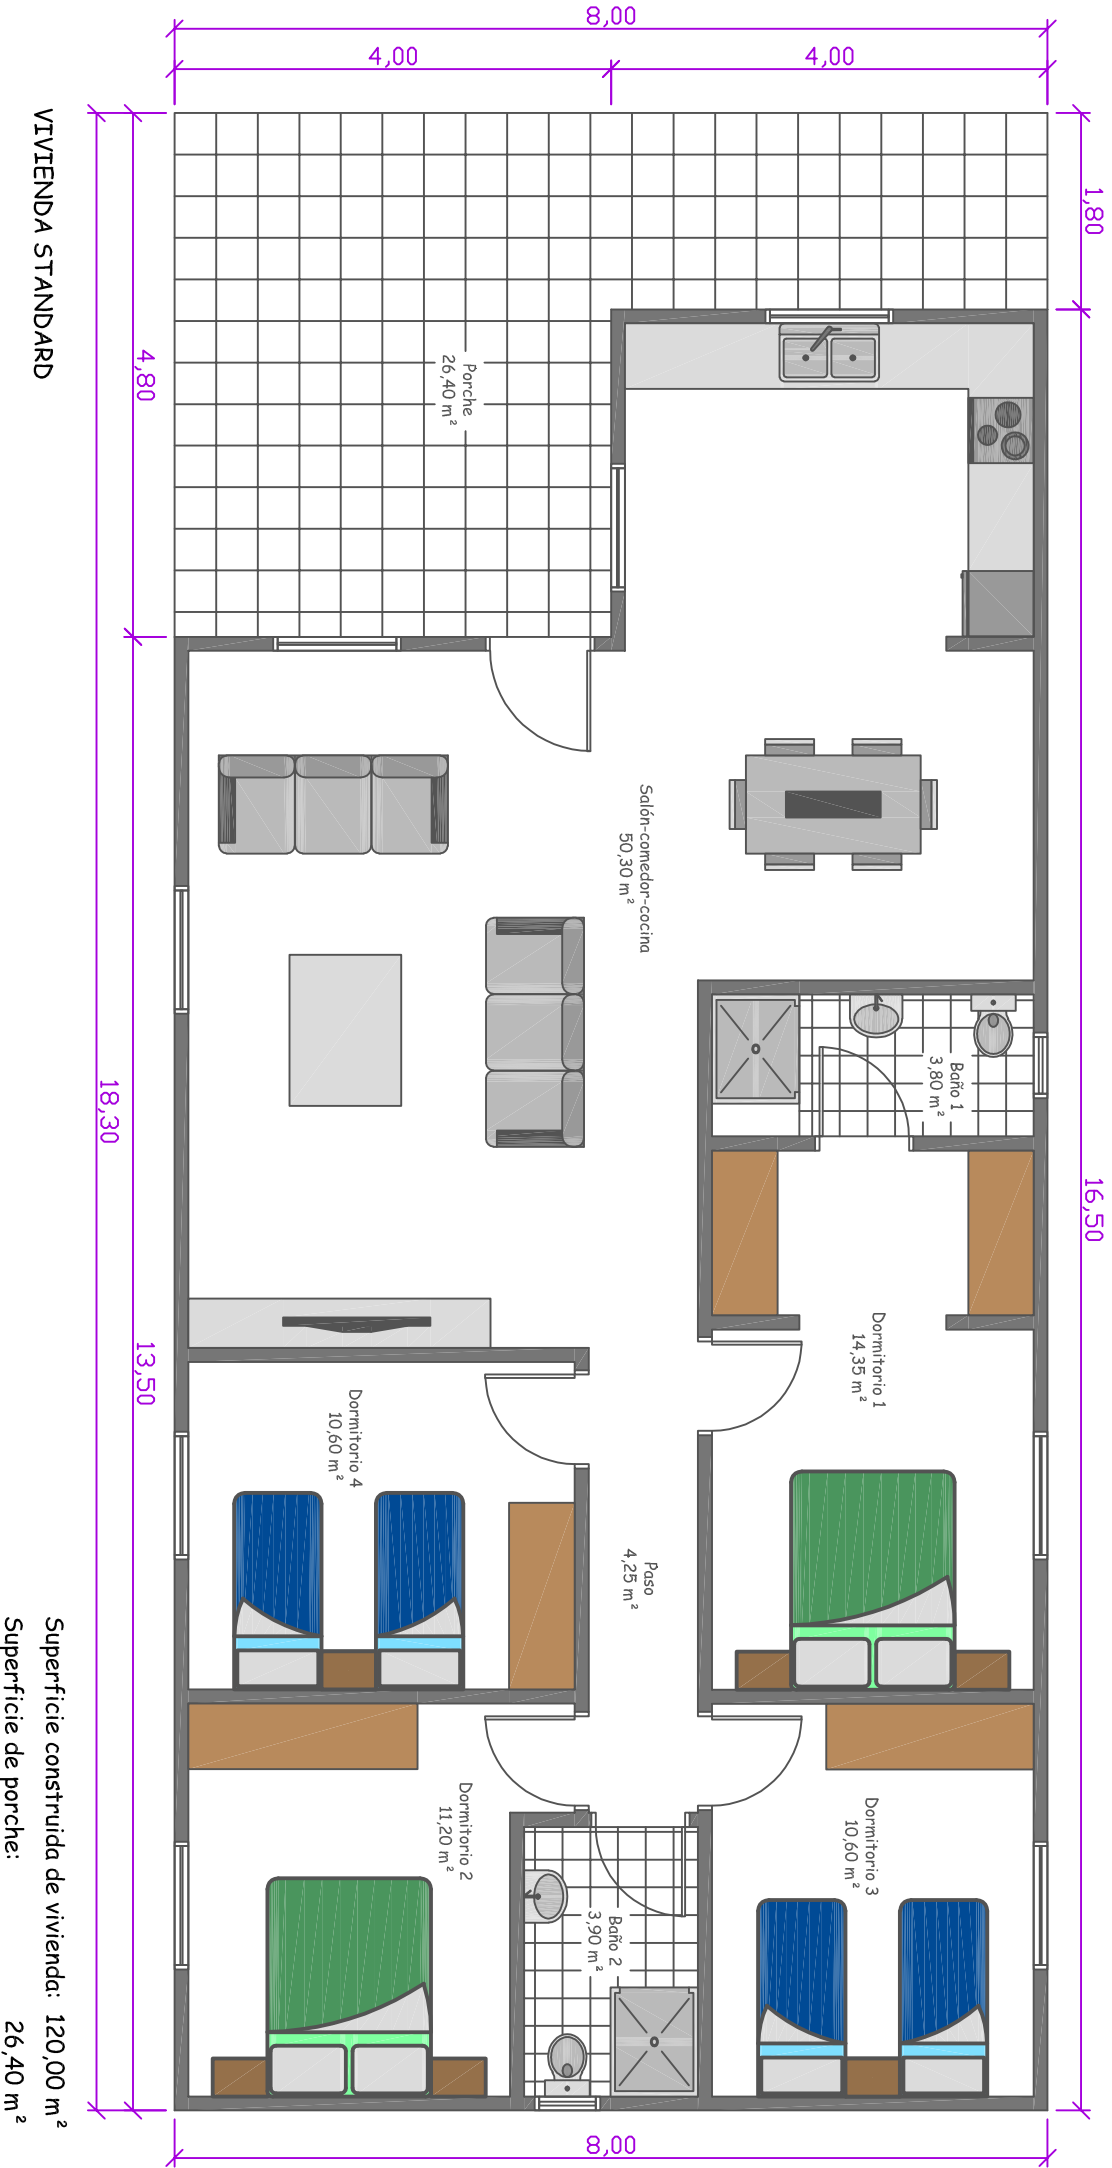 8,00
4,00
4,00
1,80
16,50
4,80
18,30
13,50
8,00
Porche
26,40 m²
Salón-comedor-cocina
50,30 m²
Baño 1
3,80 m²
Dormitorio 1
14,35 m²
Dormitorio 4
10,60 m²
Paso
4,25 m²
Dormitorio 2
11,20 m²
Dormitorio 3
10,60 m²
Baño 2
3,90 m²
VIVIENDA STANDARD
Superficie construida de vivienda: 120,00 m²
Superficie de porche: 26,40 m²